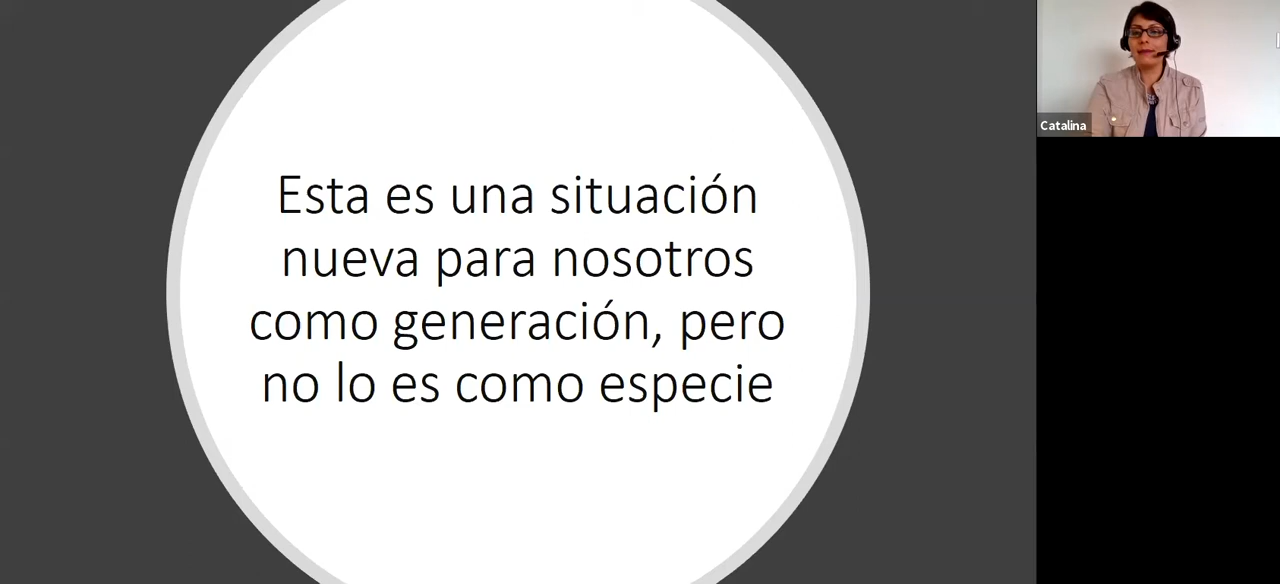 Esta es una situación
nueva para nosotros
como generación, pero
no lo es como especie
Catalina